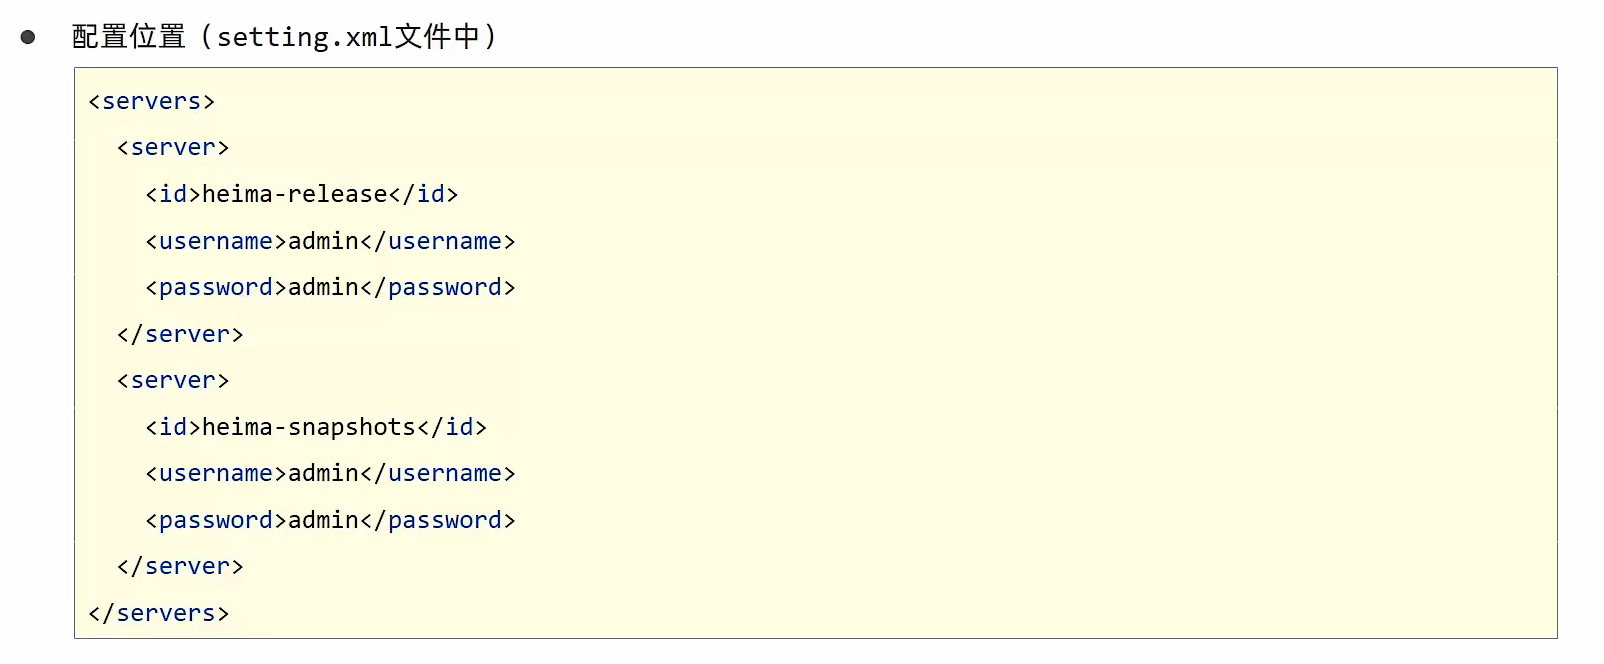 ● 配置位置（setting.xml文件中）
<servers>
  <server>
    <id>heima-release</id>
    <username>admin</username>
    <password>admin</password>
  </server>
  <server>
    <id>heima-snapshots</id>
    <username>admin</username>
    <password>admin</password>
  </server>
</servers>